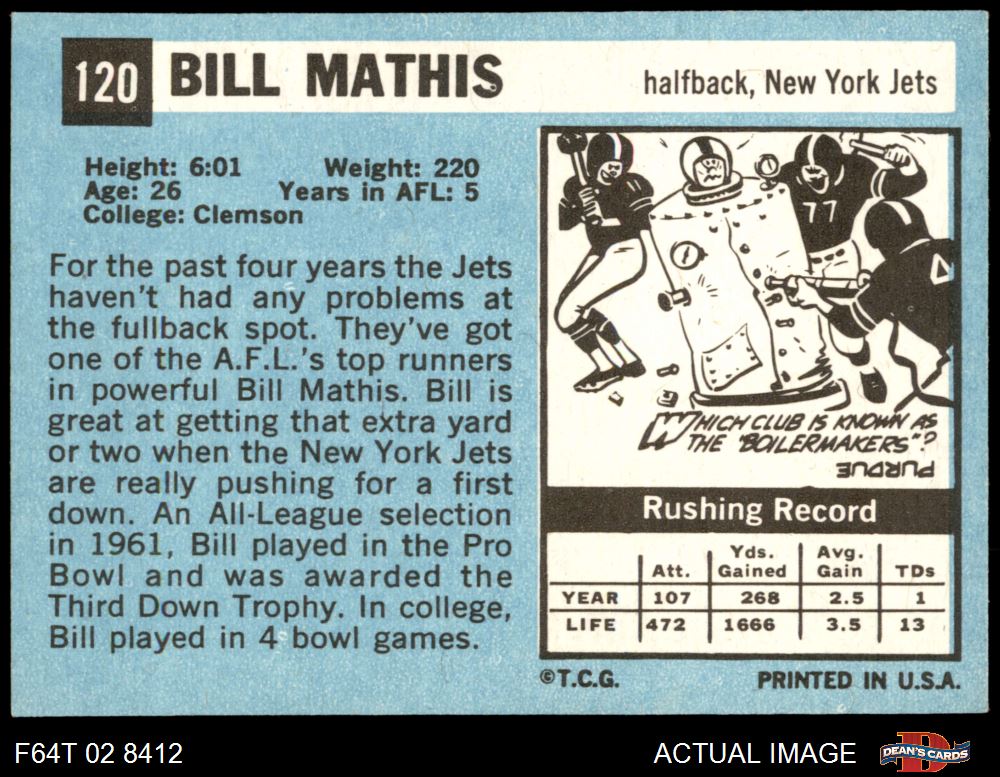 120 BILL MATHIS halfback, New York Jets
Height: 6:01 Weight: 220
Age: 26 Years in AFL: 5
College: Clemson
For the past four years the Jets
haven't had any problems at
the fullback spot. They've got
one of the A.F.L.'s top runners
in powerful Bill Mathis. Bill is
great at getting that extra yard
or two when the New York Jets
are really pushing for a first
down. An All-League selection
in 1961, Bill played in the Pro
Bowl and was awarded the
Third Down Trophy. In college,
Bill played in 4 bowl games.
77
4
WHICH CLUB IS KNOWN AS
THE "BOILERMAKERS"?
PURDUE
Rushing Record
Att. Yds. Gained Avg. Gain TDs
YEAR 107 268 2.5 1
LIFE 472 1666 3.5 13
©T.C.G. PRINTED IN U.S.A.
F64T 02 8412 ACTUAL IMAGE D DEAN'S CARDS